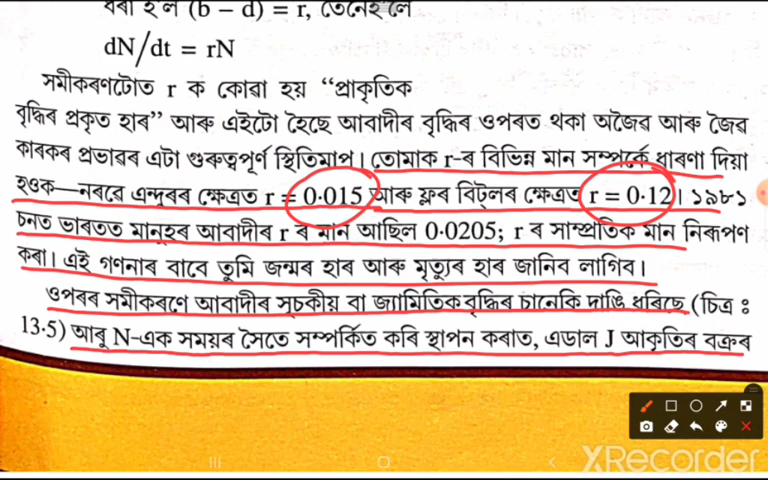 ধৰা হ'ল (b – d) = r, তেনেহ'লে
dN/dt = rN
সমীকৰণটোত r ক কোৱা হয় “প্ৰাকৃতিক
বৃদ্ধিৰ প্ৰকৃত হাৰ” আৰু এইটো হৈছে আবাদীৰ বৃদ্ধিৰ ওপৰত থকা অজৈৱ আৰু জৈৱ
কাৰকৰ প্ৰভাৱৰ এটা গুৰুত্বপূৰ্ণ স্থিতিমাপ। তোমাক r-ৰ বিভিন্ন মান সম্পৰ্কে ধাৰণা দিয়া
হওক—নৰৱে এন্দুৰৰ ক্ষেত্ৰত r = 0·015 আৰু ফ্লৰ বিট্‌লৰ ক্ষেত্ৰত r = 0·12। ১৯৮১
চনত ভাৰতত মানুহৰ আবাদীৰ r ৰ মান আছিল 0·0205; r ৰ সাম্প্ৰতিক মান নিৰূপণ
কৰা। এই গণনাৰ বাবে তুমি জন্মৰ হাৰ আৰু মৃত্যুৰ হাৰ জানিব লাগিব।
ওপৰৰ সমীকৰণে আবাদীৰ সূচকীয় বা জ্যামিতিক বৃদ্ধিৰ চানেকি দাঙি ধৰিছে (চিত্ৰ ঃ
13·5) আৰু N-এক সময়ৰ সৈতে সম্পৰ্কিত কৰি স্থাপন কৰাত, এডাল J আকৃতিৰ বক্ৰৰ
XRecorder